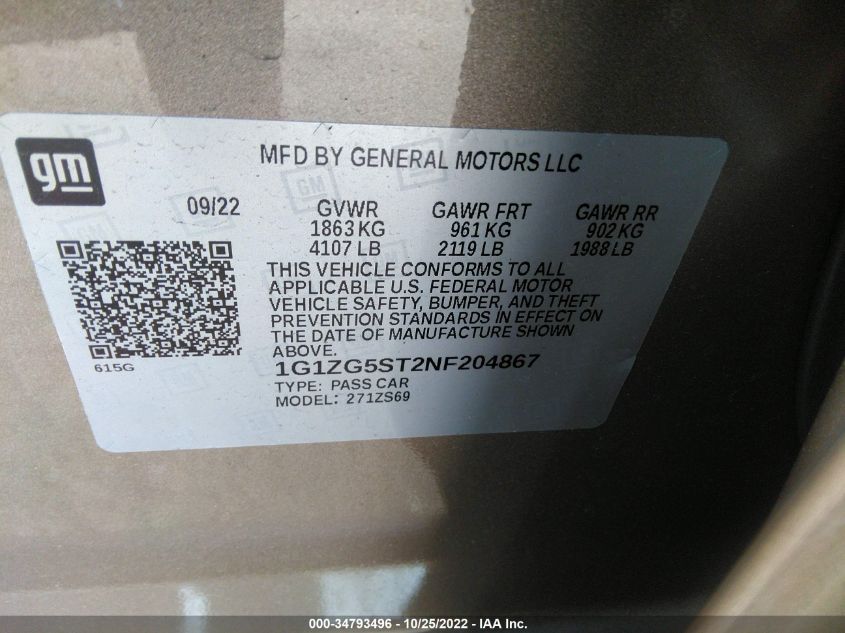 gm
MFD BY GENERAL MOTORS LLC
09/22 GVWR GAWR FRT GAWR RR
1863 KG 961 KG 902 KG
4107 LB 2119 LB 1988 LB
THIS VEHICLE CONFORMS TO ALL
APPLICABLE U.S. FEDERAL MOTOR
VEHICLE SAFETY, BUMPER, AND THEFT
PREVENTION STANDARDS IN EFFECT ON
THE DATE OF MANUFACTURE SHOWN
ABOVE.
615G
1G1ZG5ST2NF204867
TYPE: PASS CAR
MODEL: 271ZS69
000-34793496 - 10/25/2022 - IAA Inc.